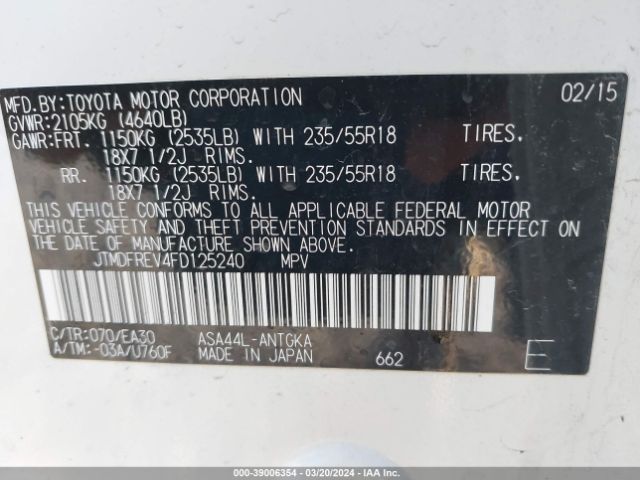 MFD.BY:TOYOTA MOTOR CORPORATION 02/15
GVWR:2105KG (4640LB)
GAWR:FRT. 1150KG (2535LB) WITH 235/55R18 TIRES.
18X7 1/2J RIMS.
RR. 1150KG (2535LB) WITH 235/55R18 TIRES.
18X7 1/2J RIMS.
THIS VEHICLE CONFORMS TO ALL APPLICABLE FEDERAL MOTOR
VEHICLE SAFETY AND THEFT PREVENTION STANDARDS IN EFFECT ON
THE DATE OF MANUFACTURE SHOWN ABOVE.
JTMDFREV4FD125240 MPV
C/TR:070/EA30 ASA44L-ANTGKA
A/TM:-03A/U760F MADE IN JAPAN 662 E
000-39006354 / 03/20/2024 / IAAI.COM